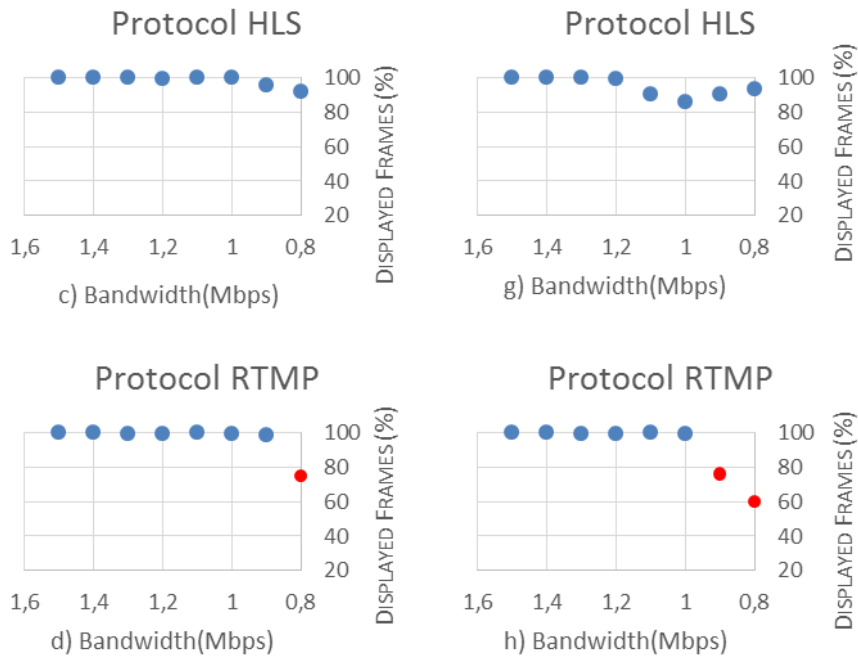 Protocol HLS
100
80
60
40
20
DISPLAYED FRAMES (%)
1,6 1,4 1,2 1 0,8
c) Bandwidth(Mbps)
Protocol HLS
100
80
60
40
20
DISPLAYED FRAMES (%)
1,6 1,4 1,2 1 0,8
g) Bandwidth(Mbps)
Protocol RTMP
100
80
60
40
20
DISPLAYED FRAMES (%)
1,6 1,4 1,2 1 0,8
d) Bandwidth(Mbps)
Protocol RTMP
100
80
60
40
20
DISPLAYED FRAMES (%)
1,6 1,4 1,2 1 0,8
h) Bandwidth(Mbps)